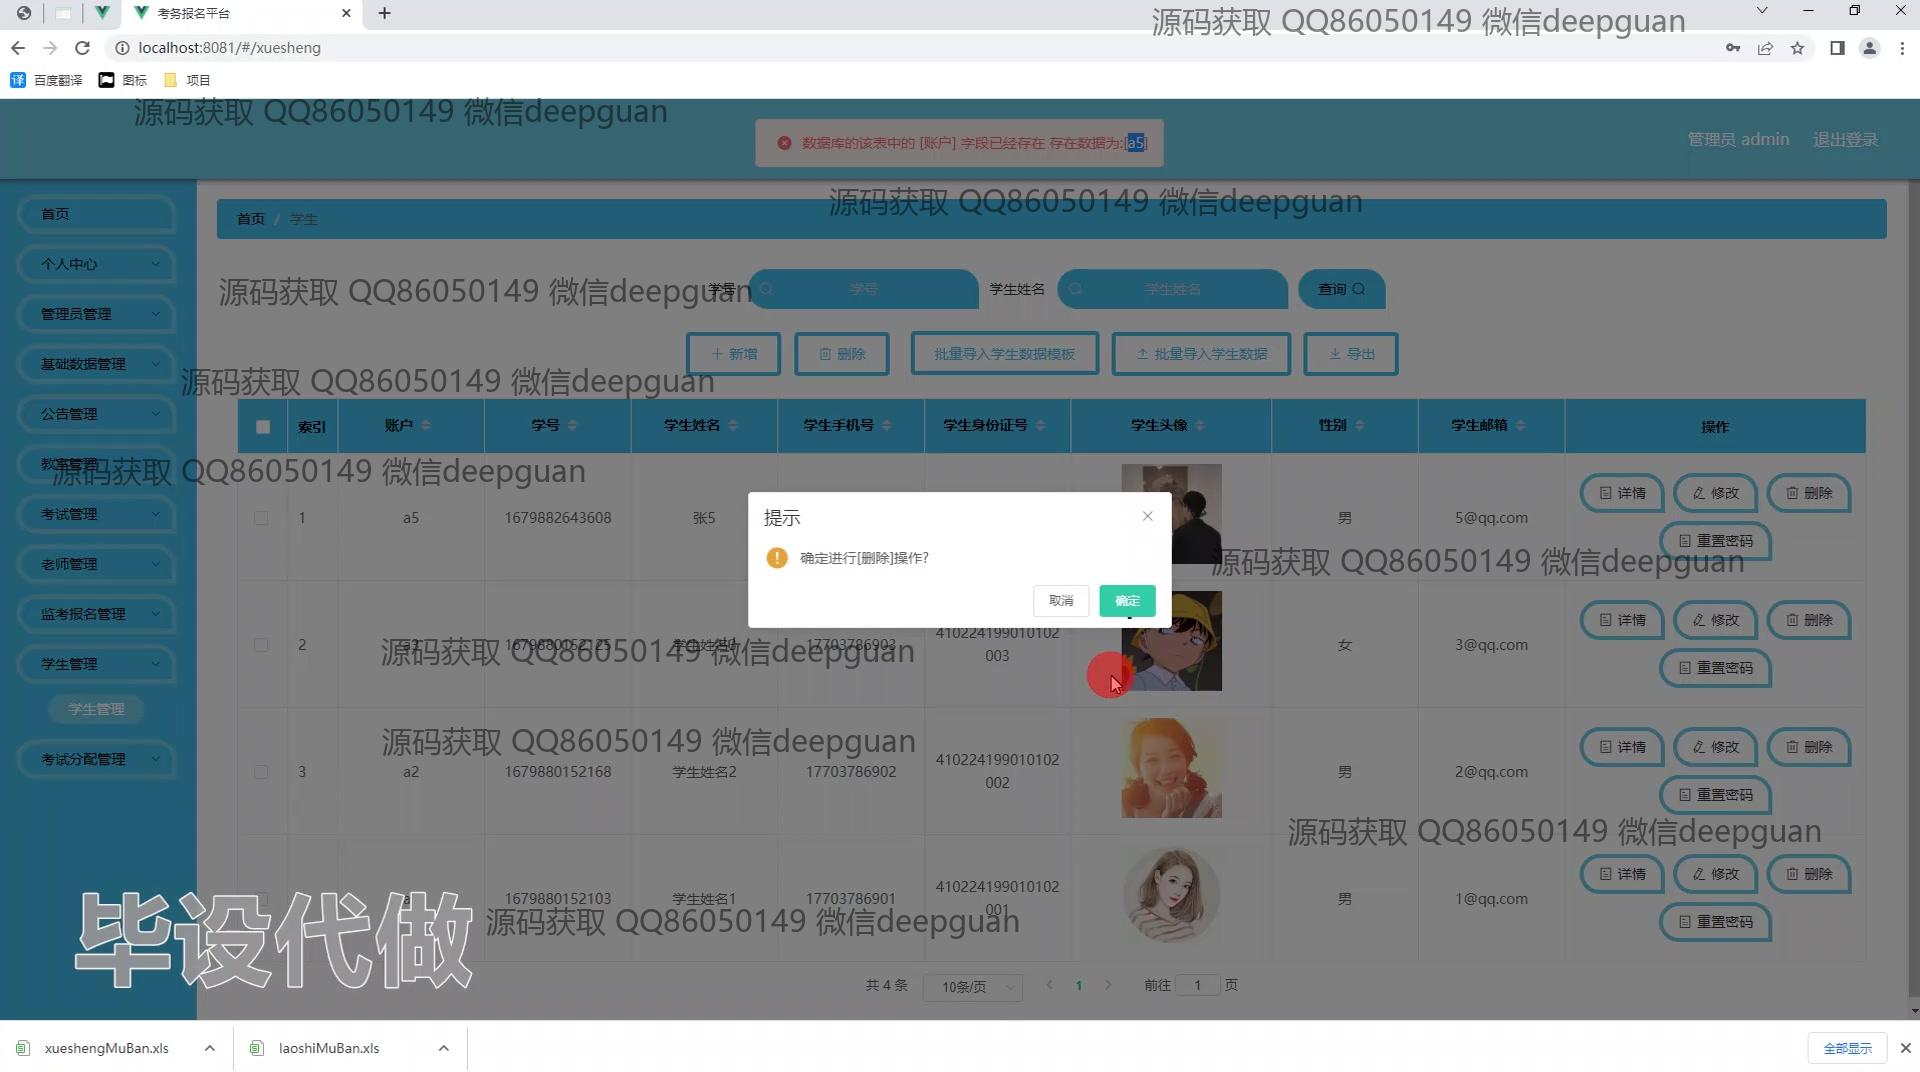 考务报名平台
源码获取 QQ86050149 微信deepguan
localhost:8081/#/xuesheng
译 百度翻译 图标 项目
源码获取 QQ86050149 微信deepguan
数据库的该表中的 [账户] 字段已经存在 存在数据为:[a5]
管理员 admin 退出登录
源码获取 QQ86050149 微信deepguan
首页
个人中心
管理员管理
基础数据管理
公告管理
教室管理
考试管理
老师管理
监考报名管理
学生管理
学生管理
考试分配管理
首页 / 学生
源码获取 QQ86050149 微信deepguan
学号 学号 学生姓名 学生姓名 查询
新增 删除 批量导入学生数据模板 批量导入学生数据 导出
源码获取 QQ86050149 微信deepguan
索引 账户 学号 学生姓名 学生手机号 学生身份证号 学生头像 性别 学生邮箱 操作
源码获取 QQ86050149 微信deepguan
1 a5 1679882643608 张5 男 5@qq.com 详情 修改 删除
重置密码
源码获取 QQ86050149 微信deepguan
提示
确定进行[删除]操作?
取消 确定
2 1679880152125 17703786903 410224199010102003 女 3@qq.com 详情 修改 删除
重置密码
源码获取 QQ86050149 微信deepguan
源码获取 QQ86050149 微信deepguan
3 a2 1679880152168 学生姓名2 17703786902 410224199010102002 男 2@qq.com 详情 修改 删除
重置密码
源码获取 QQ86050149 微信deepguan
1679880152103 学生姓名1 17703786901 410224199010102001 男 1@qq.com 详情 修改 删除
重置密码
毕设代做
源码获取 QQ86050149 微信deepguan
共 4 条 10条/页 1 前往 1 页
xueshengMuBan.xls laoshiMuBan.xls 全部显示